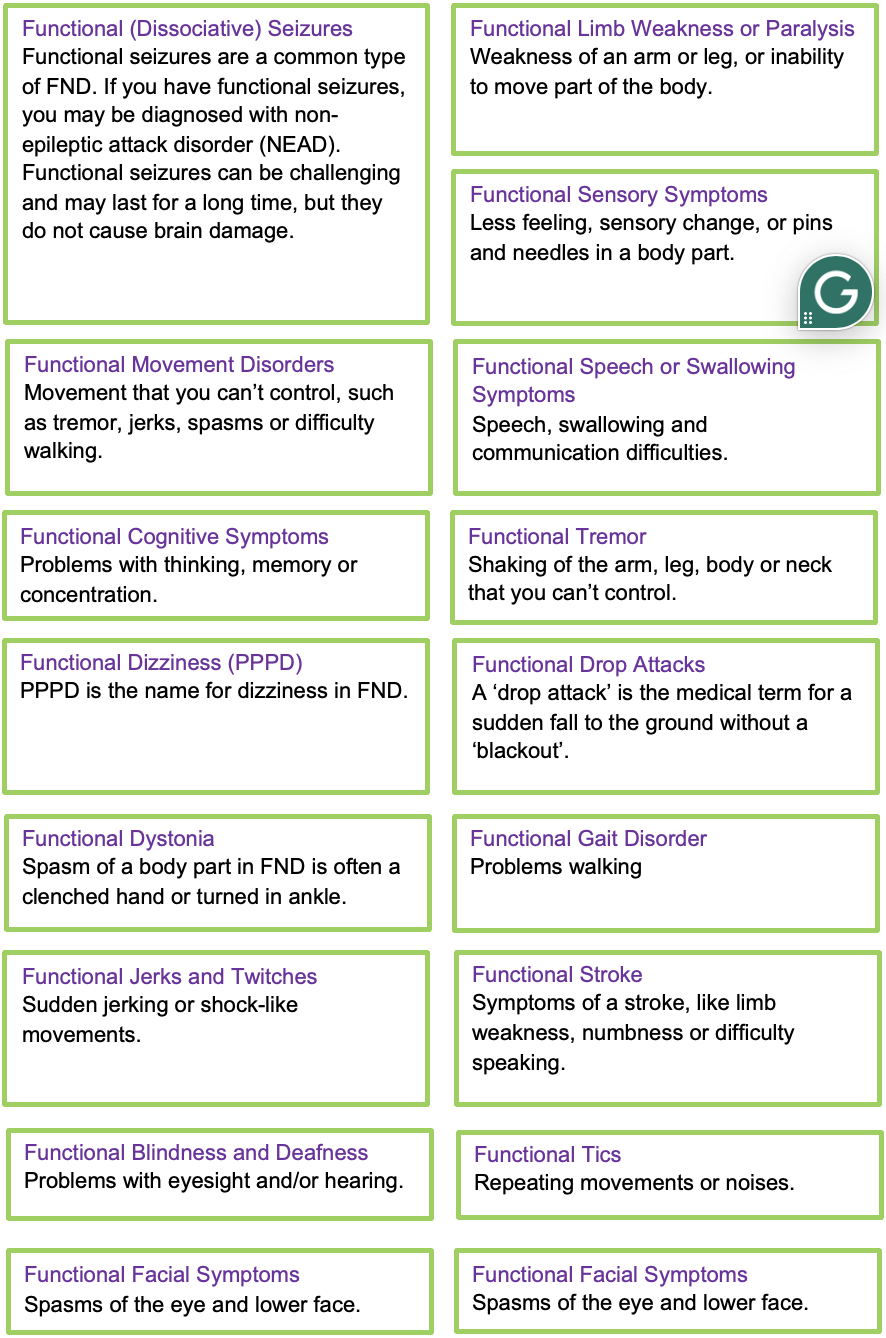 Functional (Dissociative) Seizures
Functional seizures are a common type
of FND. If you have functional seizures,
you may be diagnosed with non-
epileptic attack disorder (NEAD).
Functional seizures can be challenging
and may last for a long time, but they
do not cause brain damage.
Functional Limb Weakness or Paralysis
Weakness of an arm or leg, or inability
to move part of the body.
Functional Sensory Symptoms
Less feeling, sensory change, or pins
and needles in a body part.
G
Functional Movement Disorders
Movement that you can’t control, such
as tremor, jerks, spasms or difficulty
walking.
Functional Speech or Swallowing
Symptoms
Speech, swallowing and
communication difficulties.
Functional Cognitive Symptoms
Problems with thinking, memory or
concentration.
Functional Tremor
Shaking of the arm, leg, body or neck
that you can’t control.
Functional Dizziness (PPPD)
PPPD is the name for dizziness in FND.
Functional Drop Attacks
A ‘drop attack’ is the medical term for a
sudden fall to the ground without a
‘blackout’.
Functional Dystonia
Spasm of a body part in FND is often a
clenched hand or turned in ankle.
Functional Gait Disorder
Problems walking
Functional Jerks and Twitches
Sudden jerking or shock-like
movements.
Functional Stroke
Symptoms of a stroke, like limb
weakness, numbness or difficulty
speaking.
Functional Blindness and Deafness
Problems with eyesight and/or hearing.
Functional Tics
Repeating movements or noises.
Functional Facial Symptoms
Spasms of the eye and lower face.
Functional Facial Symptoms
Spasms of the eye and lower face.